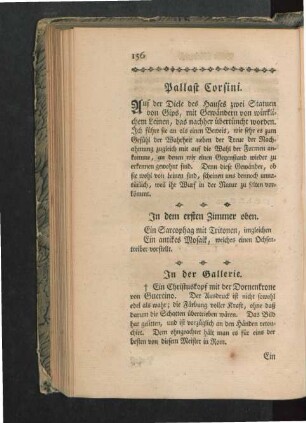 156
Pallast Corsini.
Auf der Diele des Hauses zwei Statuen
von Gips, mit Gewändern von würkli-
chem Leinen, das nachher übertüncht worden.
Ich führe sie an als einen Beweis, wie sehr es zum
Gefühl der Wahrheit neben der Treue der Nach-
ahmung zugleich mit auf die Wahl der Formen an-
komme, an denen wir einen Gegenstand wieder zu
erkennen gewohnt sind. Denn diese Gewänder, ob
sie wohl von Leinen sind, scheinen uns dennoch unna-
türlich, weil ihr Wurf in der Natur zu selten vor-
kömmt.
In dem ersten Zimmer oben.
Ein Sarcophag mit Tritonen, imgleichen
Ein antikes Mosaik, welches einen Ochsen-
treiber vorstellt.
In der Gallerie.
† Ein Christuskopf mit der Dornenkrone
von Guercino. Der Ausdruck ist nicht sowohl
edel als wahr; die Färbung voller Kraft, ohne daß
darum die Schatten übertrieben wären. Das Bild
hat gelitten, und ist vorzüglich an den Händen retou-
chirt. Dem ohngeachtet hält man es für eins der
besten von diesem Meister in Rom.
Ein